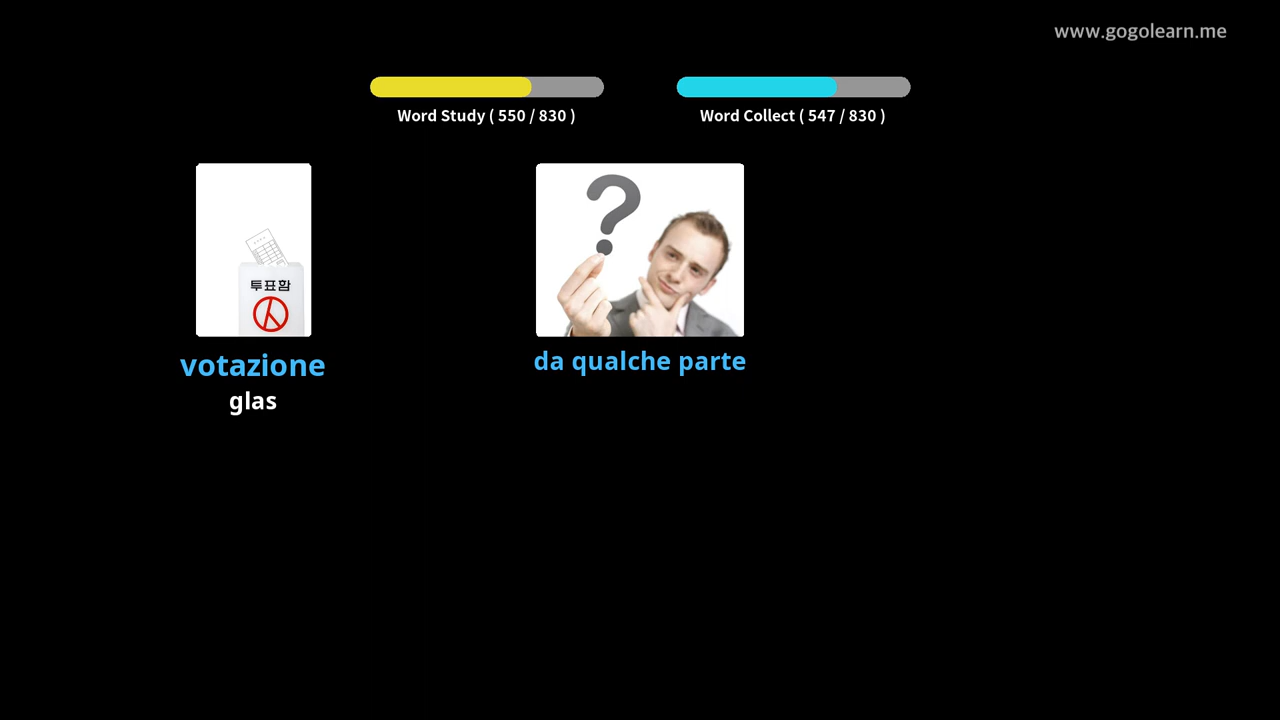 www.gogolearn.me
Word Study ( 550 / 830 )
Word Collect ( 547 / 830 )
투표함
votazione
glas
da qualche parte